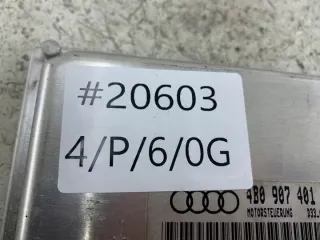 #20603
4/P/6/0G
4B0 907 401
MOTORSTEUERUNG